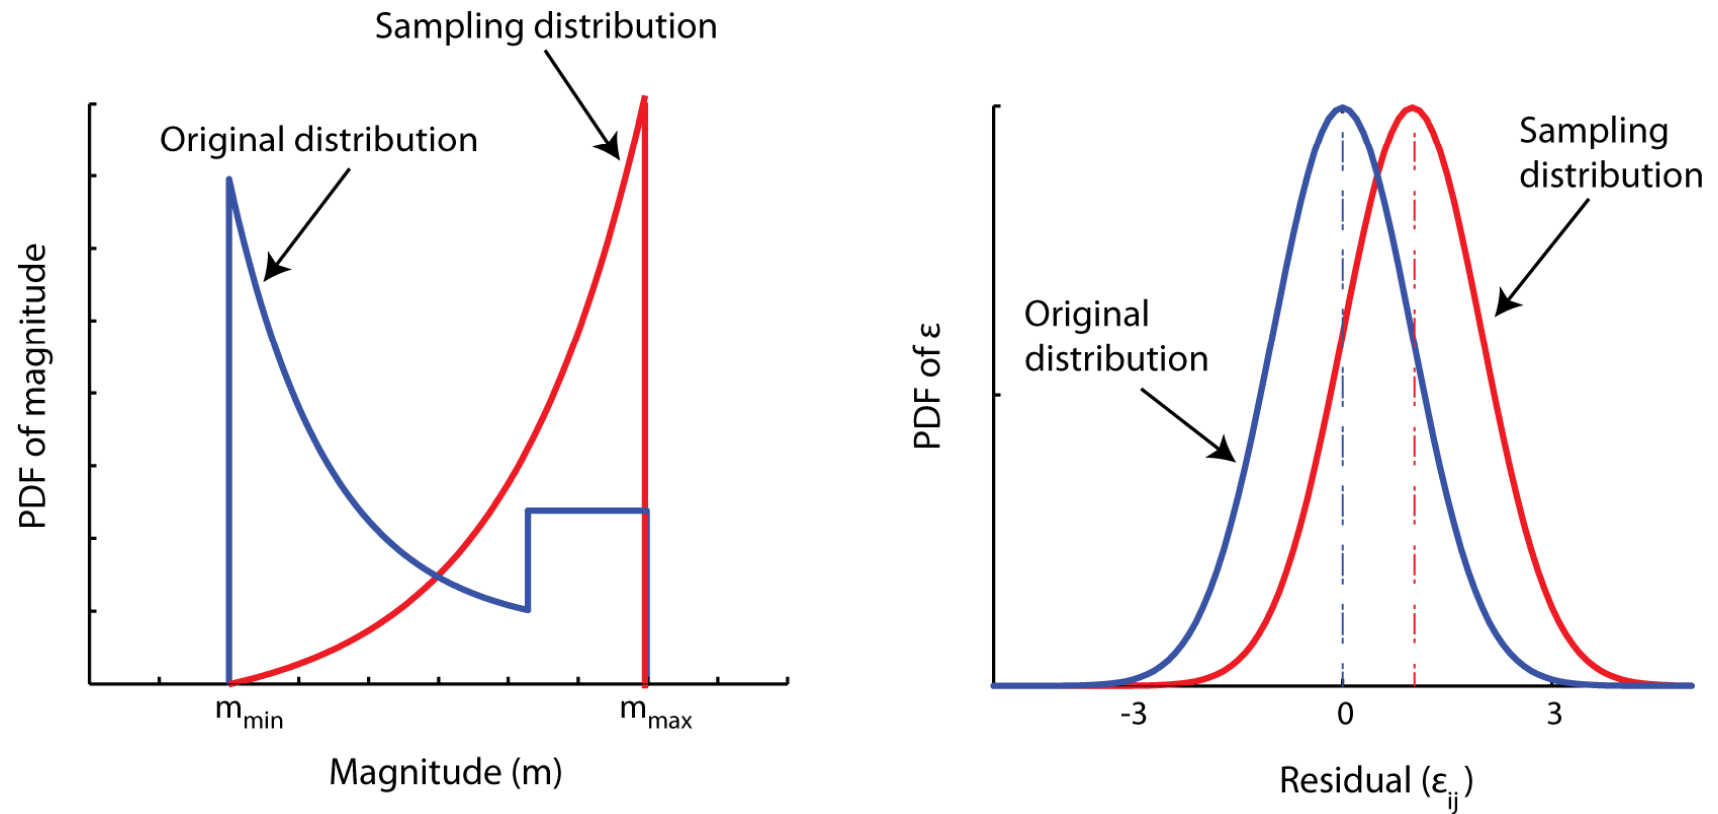 Sampling distribution
Original distribution
PDF of magnitude
m_min
m_max
Magnitude (m)
Sampling
distribution
Original
distribution
PDF of ε
-3
0
3
Residual (ε_ij)